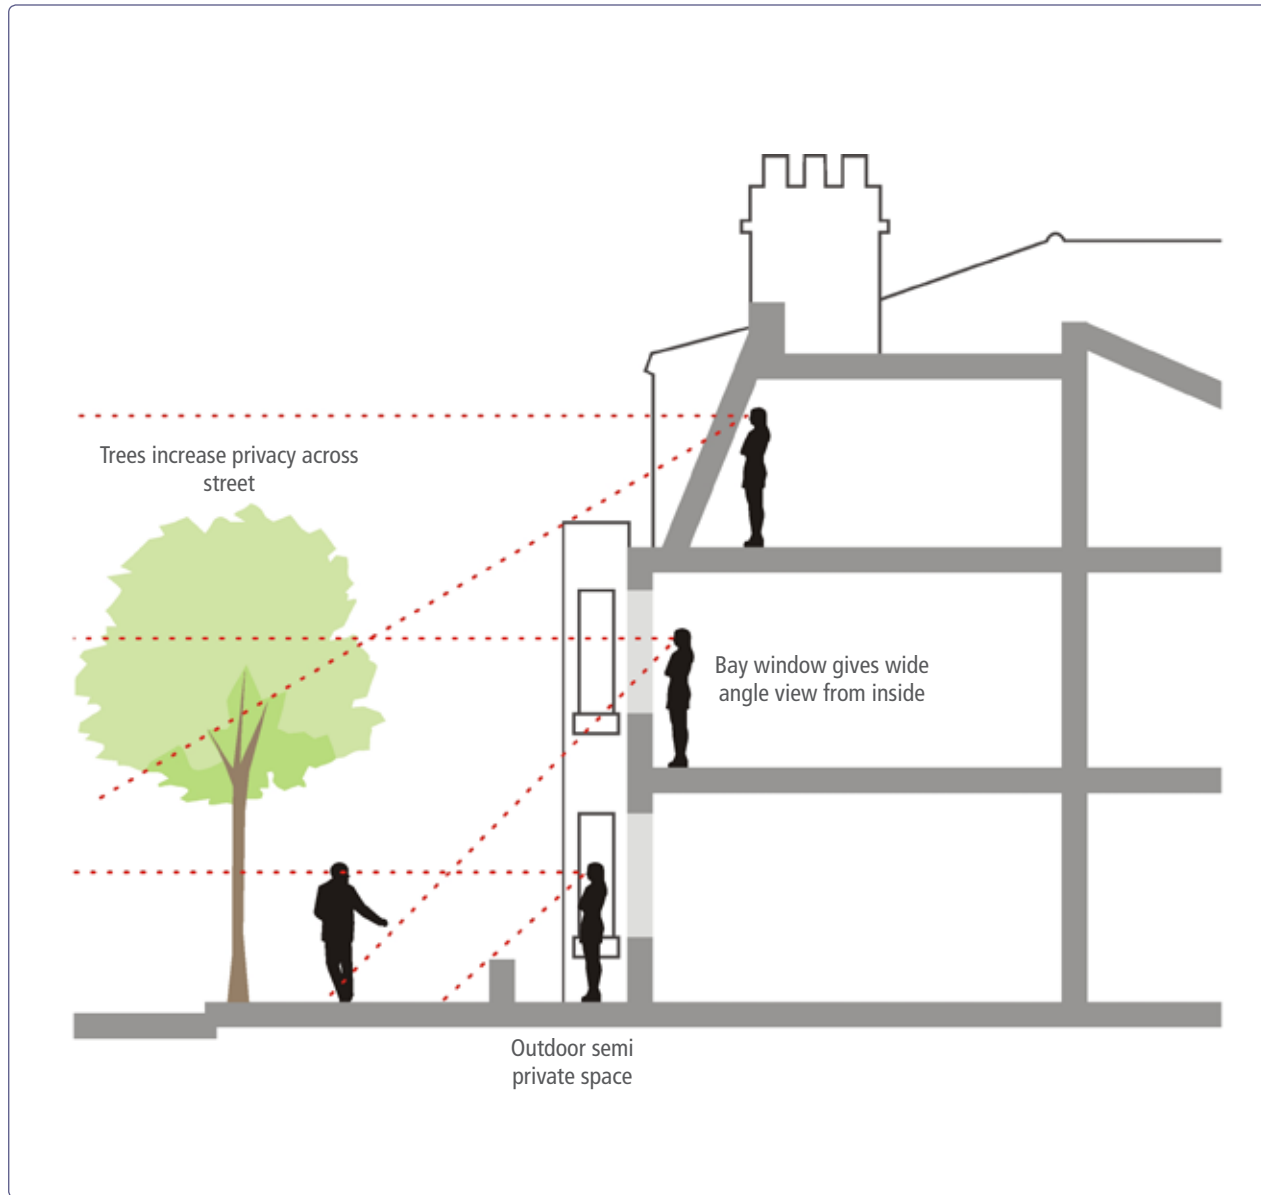 Trees increase privacy across
street
Bay window gives wide
angle view from inside
Outdoor semi
private space